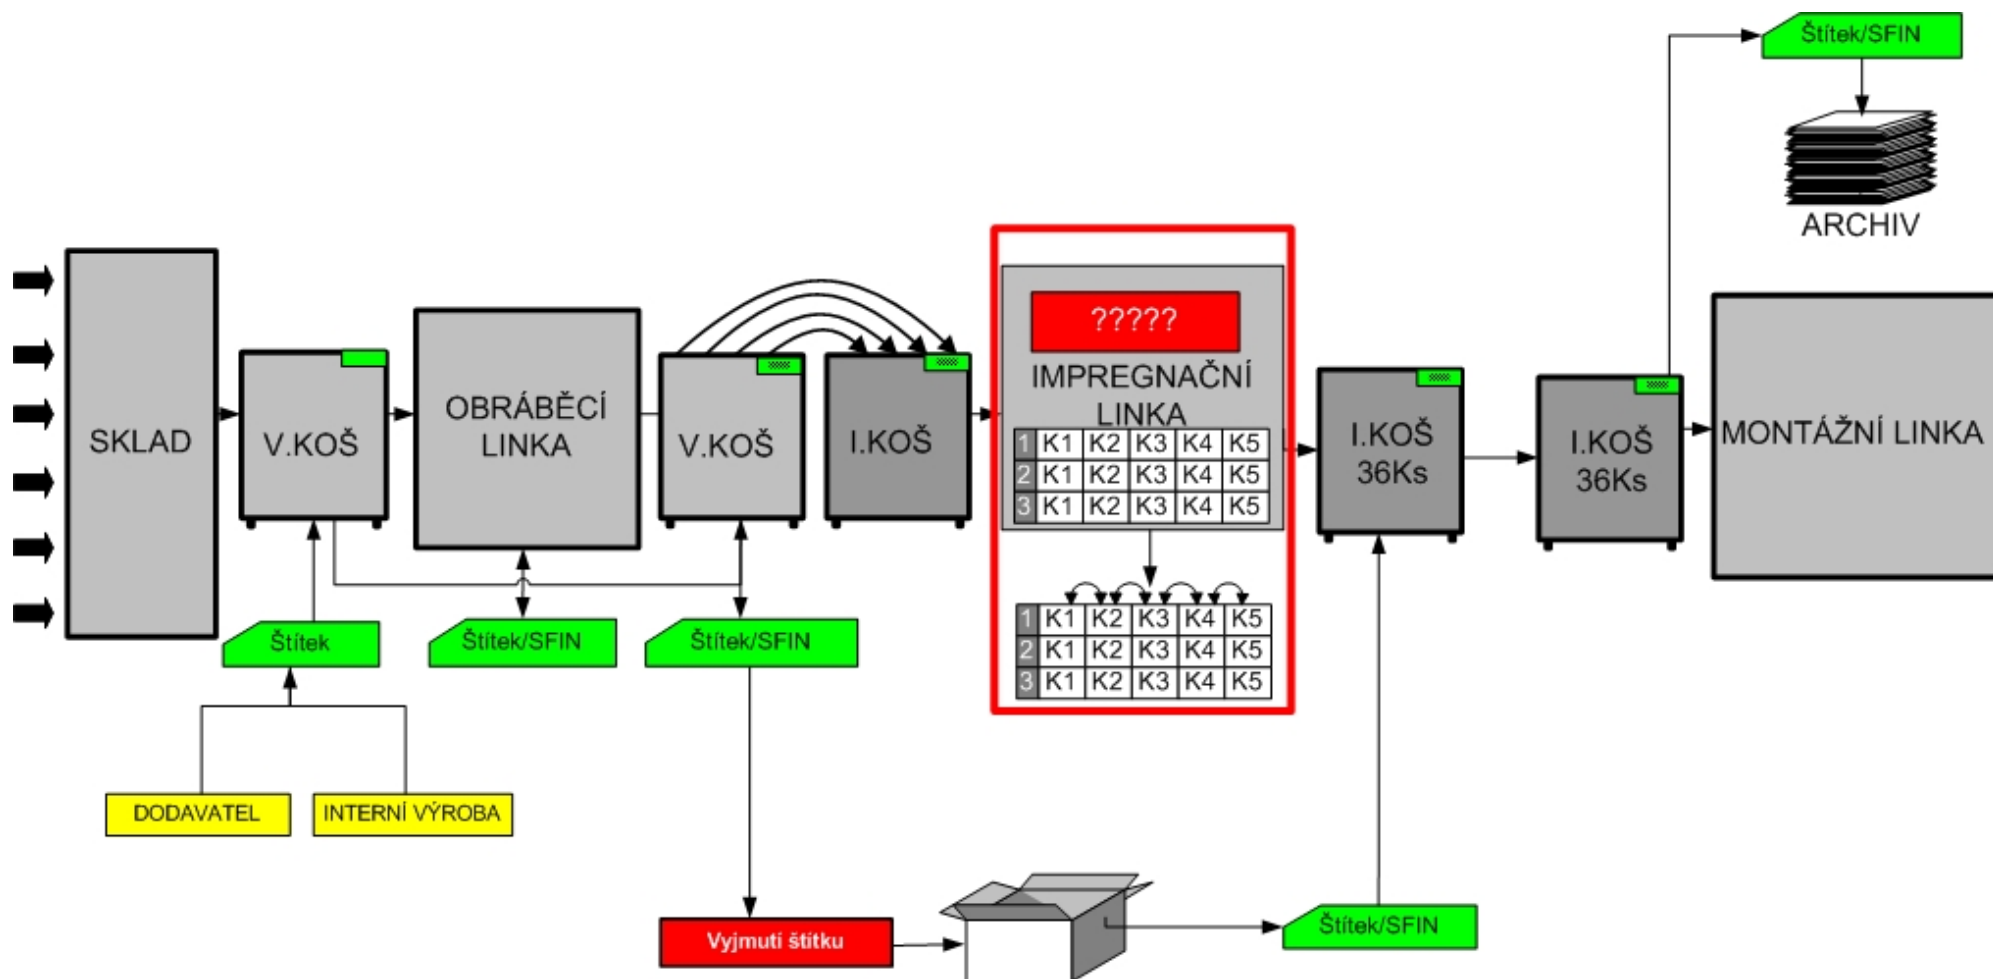 Štítek/SFIN
ARCHIV
SKLAD
V.KOŠ
OBRÁBĚCÍ
LINKA
V.KOŠ
I.KOŠ
?????
IMPREGNAČNÍ
LINKA
1 K1 K2 K3 K4 K5
2 K1 K2 K3 K4 K5
3 K1 K2 K3 K4 K5
I.KOŠ
36Ks
I.KOŠ
36Ks
MONTÁŽNÍ LINKA
Štítek
Štítek/SFIN
Štítek/SFIN
1 K1 K2 K3 K4 K5
2 K1 K2 K3 K4 K5
3 K1 K2 K3 K4 K5
DODAVATEL
INTERNÍ VÝROBA
Vyjmutí štítku
Štítek/SFIN